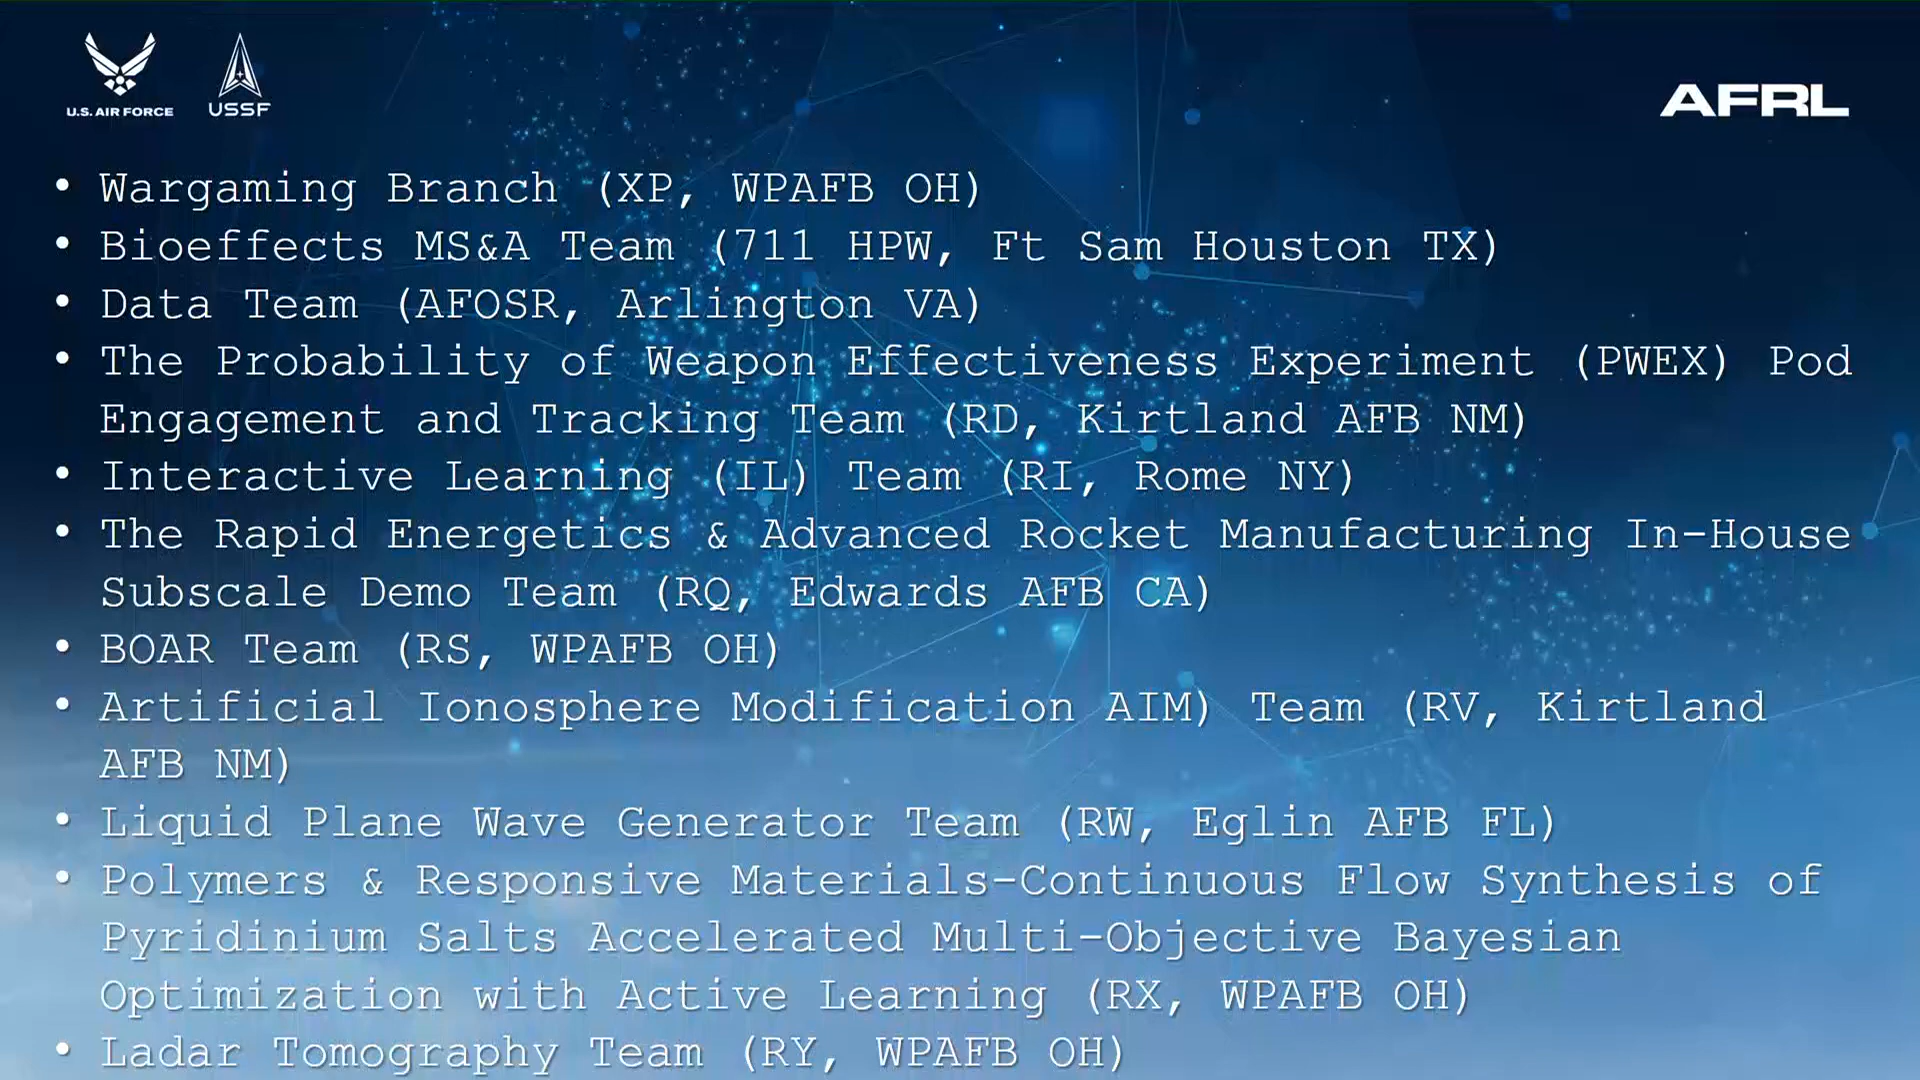 U.S. AIR FORCE
USSF
AFRL
• Wargaming Branch (XP, WPAFB OH)
• Bioeffects MS&A Team (711 HPW, Ft Sam Houston TX)
• Data Team (AFOSR, Arlington VA)
• The Probability of Weapon Effectiveness Experiment (PWEX) Pod
Engagement and Tracking Team (RD, Kirtland AFB NM)
• Interactive Learning (IL) Team (RI, Rome NY)
• The Rapid Energetics & Advanced Rocket Manufacturing In-House
Subscale Demo Team (RQ, Edwards AFB CA)
• BOAR Team (RS, WPAFB OH)
• Artificial Ionosphere Modification AIM) Team (RV, Kirtland
AFB NM)
• Liquid Plane Wave Generator Team (RW, Eglin AFB FL)
• Polymers & Responsive Materials-Continuous Flow Synthesis of
Pyridinium Salts Accelerated Multi-Objective Bayesian
Optimization with Active Learning (RX, WPAFB OH)
• Ladar Tomography Team (RY, WPAFB OH)